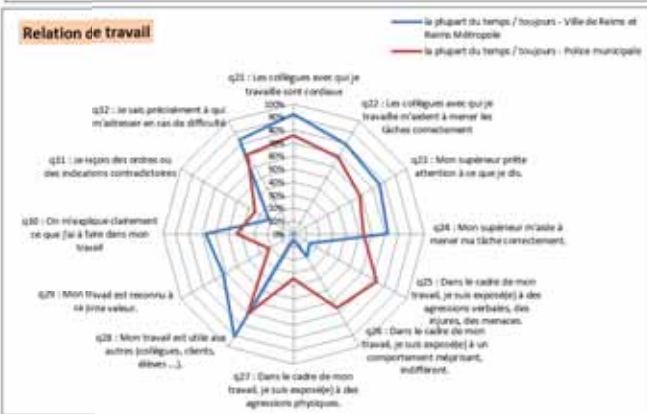 Relation de travail
la plupart du temps / toujours - Ville de Reims et
Reims Métropole
la plupart du temps / toujours - Police municipale
q21 : Les collègues avec qui je
travaille sont cordiaux
q22 : Les collègues avec qui je
travaille m'aident à mener les
tâches correctement
q23 : Mon supérieur prête
attention à ce que je dis.
q24 : Mon supérieur m'aide à
mener ma tâche correctement.
q25 : Dans le cadre de mon
travail, je suis exposé(e) à des
agressions verbales, des
injures, des menaces.
q26 : Dans le cadre de mon
travail, je suis exposé(e) à un
comportement méprisant,
indifférent.
q27 : Dans le cadre de mon
travail, je suis exposé(e) à des
agressions physiques.
q28 : Mon travail est utile aux
autres (collègues, clients,
élèves ...).
q29 : Mon travail est reconnu à
sa juste valeur.
q30 : On m'explique clairement
ce que j'ai à faire dans mon
travail
q31 : Je reçois des ordres ou
des indications contradictoires
q32 : Je sais précisément à qui
m'adresser en cas de difficulté
100%
90%
80%
70%
60%
50%
40%
30%
20%
10%
0%